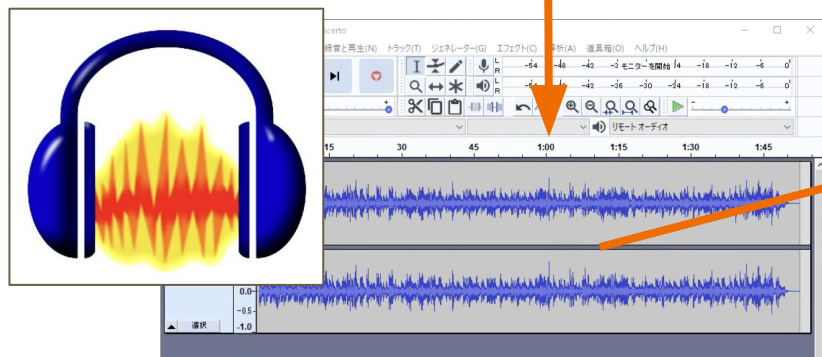 certo
録音と再生(N) トラック(T) ジェネレーター(G) エフェクト(C) 解析(A) 道具箱(O) ヘルプ(H)
L
R -54 -48 -42 -3 モニターを開始 !4 -18 -12 -6 0
L
R -54 -48 -42 -36 -30 -24 -18 -12 -6 0
リモート オーディオ
15 30 45 1:00 1:15 1:30 1:45
0.0
-0.5
選択 -1.0